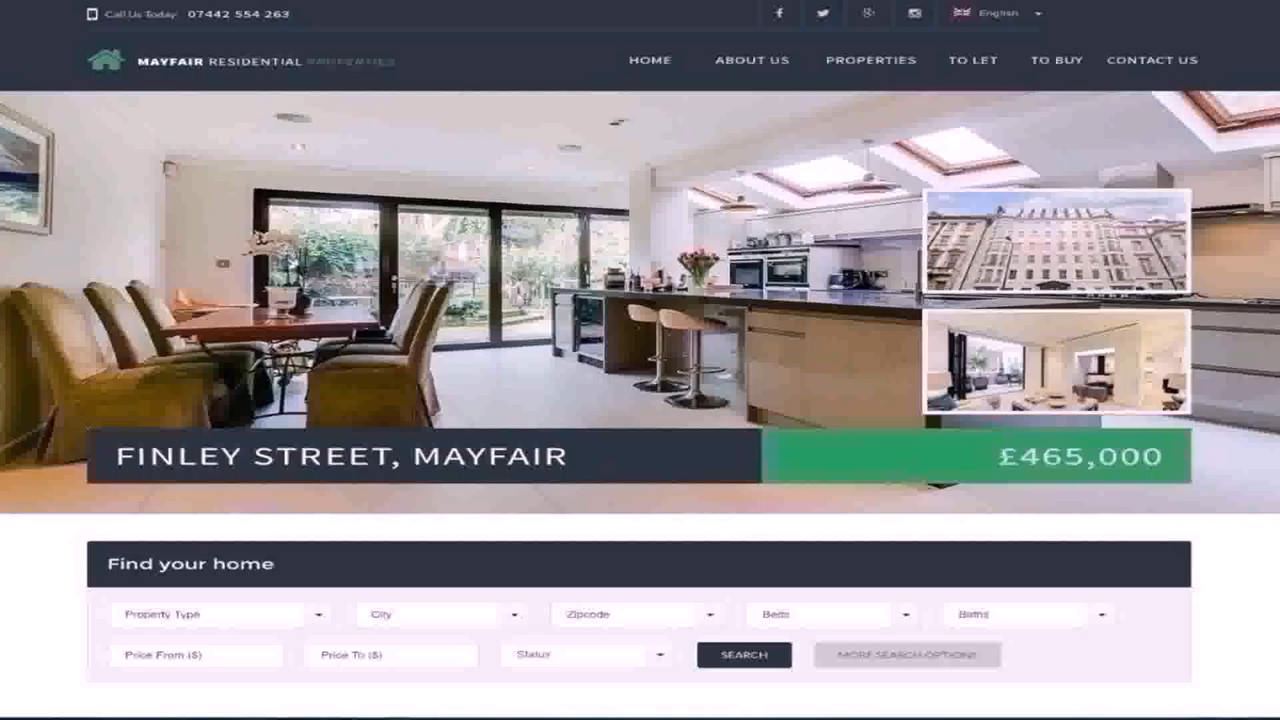 Call Us Today 07442 554 263
English
MAYFAIR RESIDENTIAL
HOME ABOUT US PROPERTIES TO LET TO BUY CONTACT US
FINLEY STREET, MAYFAIR £465,000
Find your home
Property Type City Zipcode Beds Baths
Price From ($) Price To ($) Status SEARCH MORE SEARCH OPTIONS